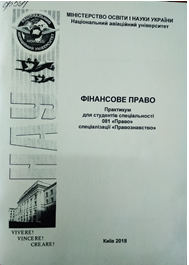 МІНІСТЕРСТВО ОСВІТИ І НАУКИ УКРАЇНИ
Національний авіаційний університет
НАУ
ФІНАНСОВЕ ПРАВО
Практикум
для студентів спеціальності
081 «Право»
спеціалізації «Правознавство»
VIVERE!
VINCERE!
CREARE!
Київ 2018